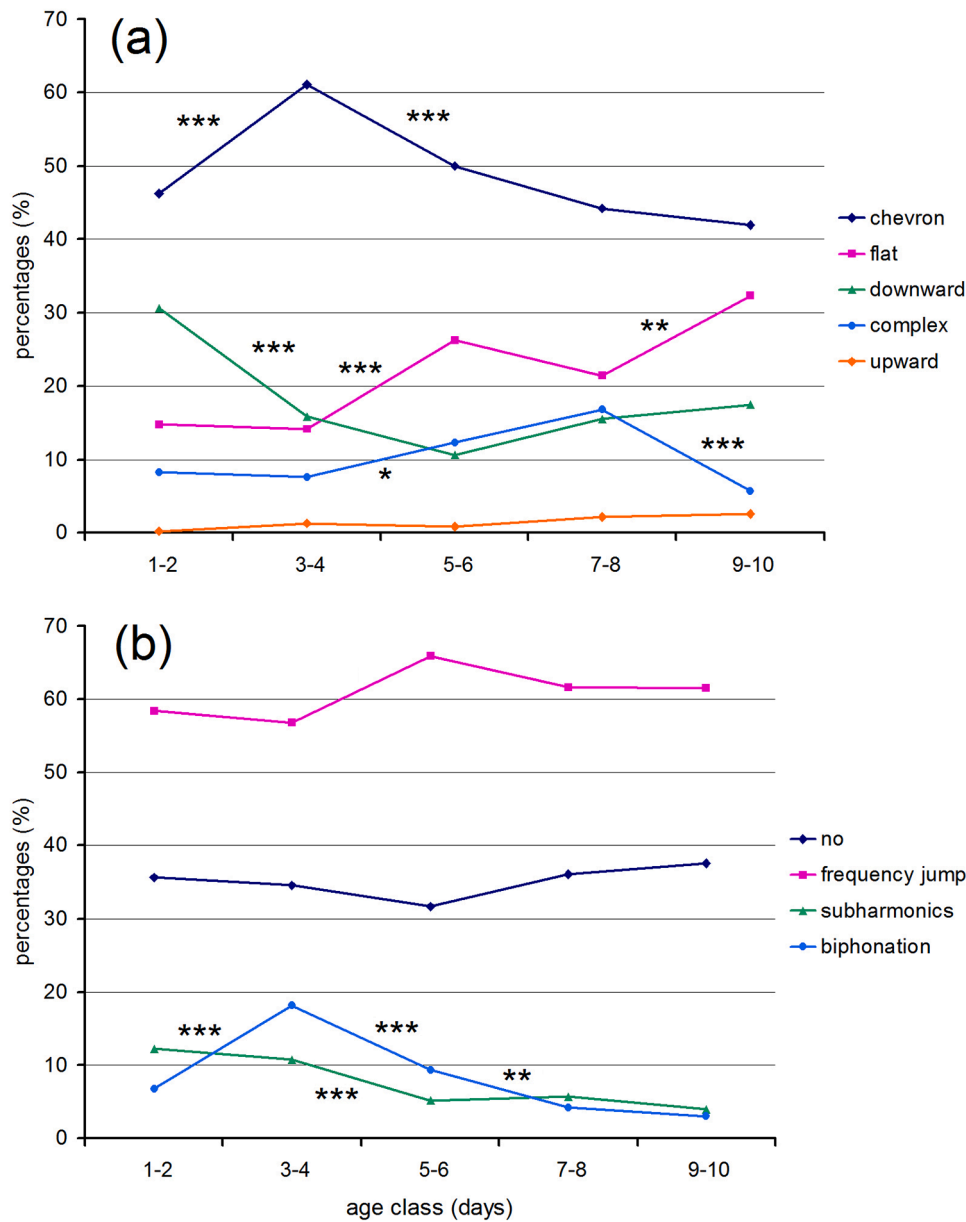 (a)
percentages (%)
70
60
50
40
30
20
10
0
***
***
***
***
**
*
***
1-2 3-4 5-6 7-8 9-10
chevron
flat
downward
complex
upward
(b)
percentages (%)
70
60
50
40
30
20
10
0
***
***
***
**
1-2 3-4 5-6 7-8 9-10
age class (days)
no
frequency jump
subharmonics
biphonation